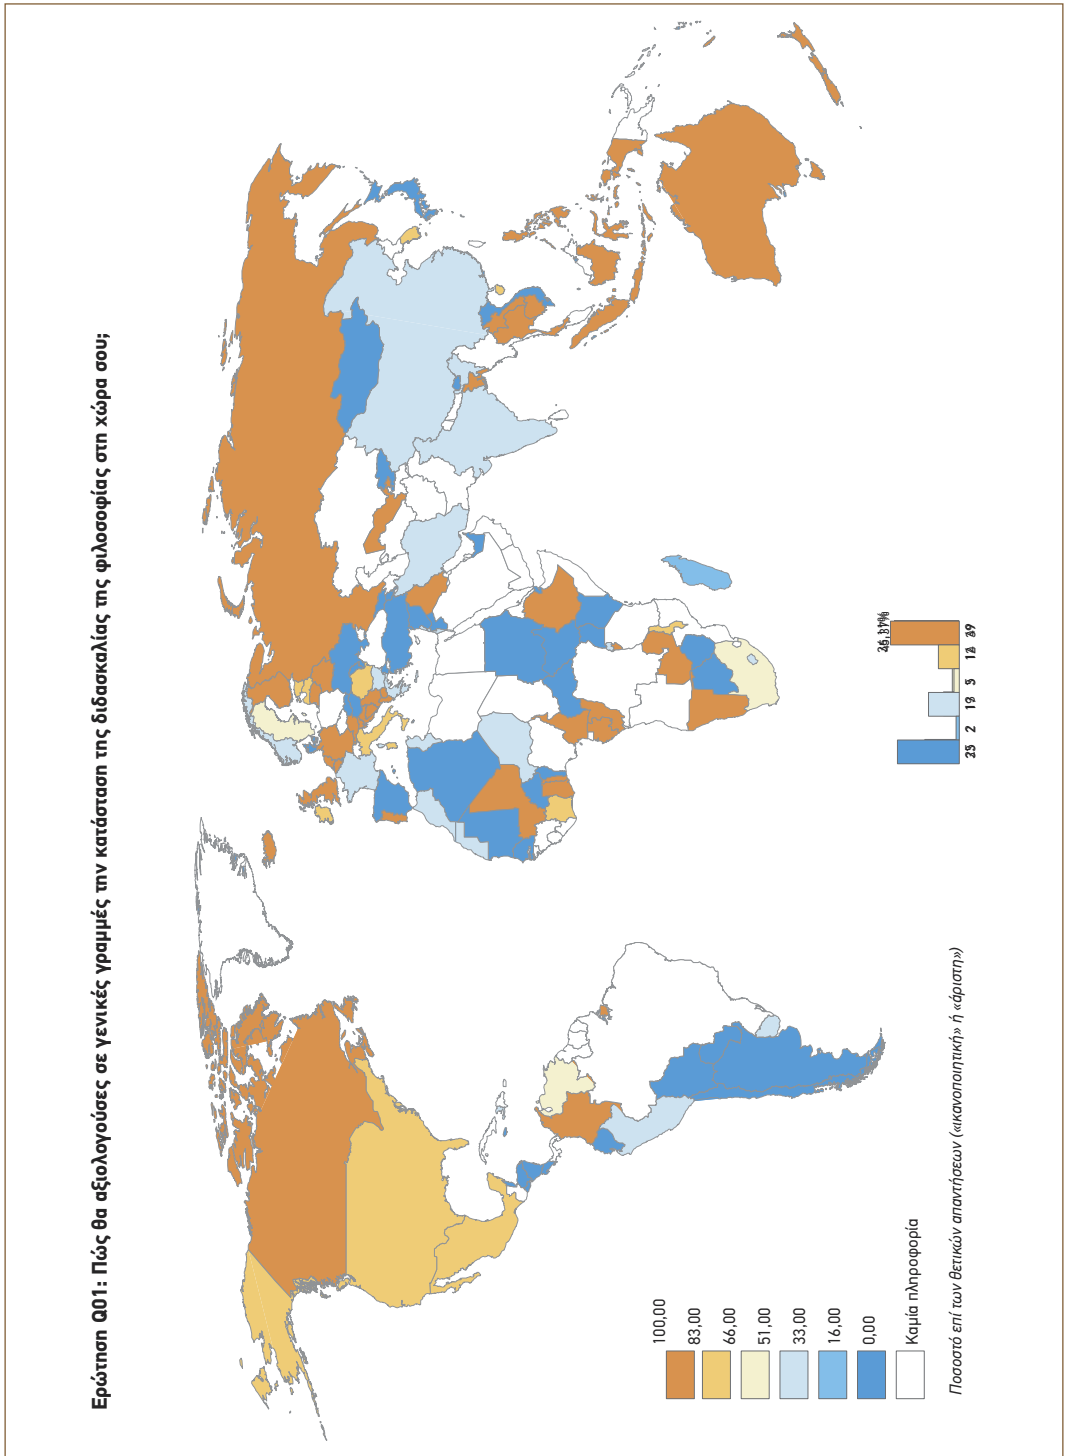 Ερώτηση Q01: Πώς θα αξιολογούσες σε γενικές γραμμές την κατάσταση της διδασκαλίας της φιλοσοφίας στη χώρα σου;
100,00
83,00
66,00
51,00
33,00
16,00
0,00
Καμία πληροφορία
Ποσοστό επί των θετικών απαντήσεων («ικανοποιητική» ή «άριστη»)
2